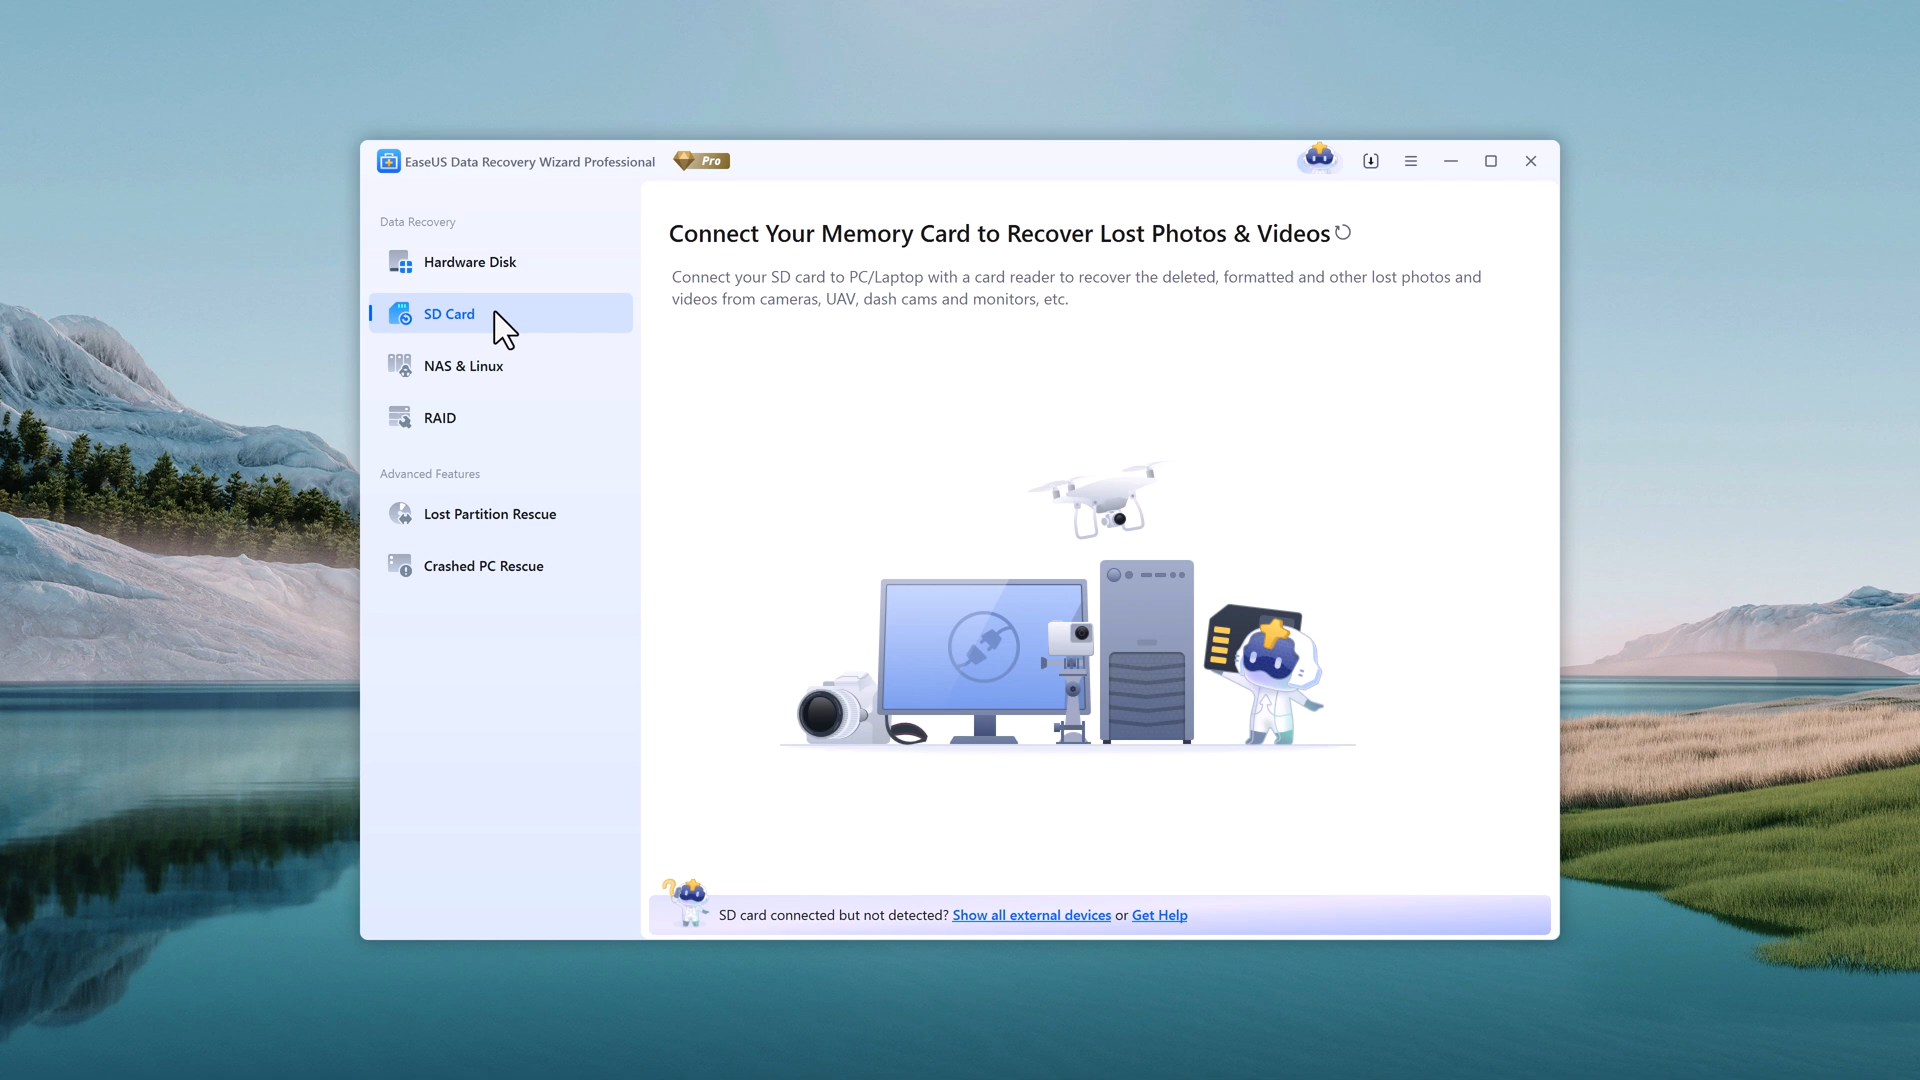 EaseUS Data Recovery Wizard Professional
Pro
Data Recovery
Hardware Disk
SD Card
NAS & Linux
RAID
Advanced Features
Lost Partition Rescue
Crashed PC Rescue
Connect Your Memory Card to Recover Lost Photos & Videos
Connect your SD card to PC/Laptop with a card reader to recover the deleted, formatted and other lost photos and
videos from cameras, UAV, dash cams and monitors, etc.
SD card connected but not detected? Show all external devices or Get Help